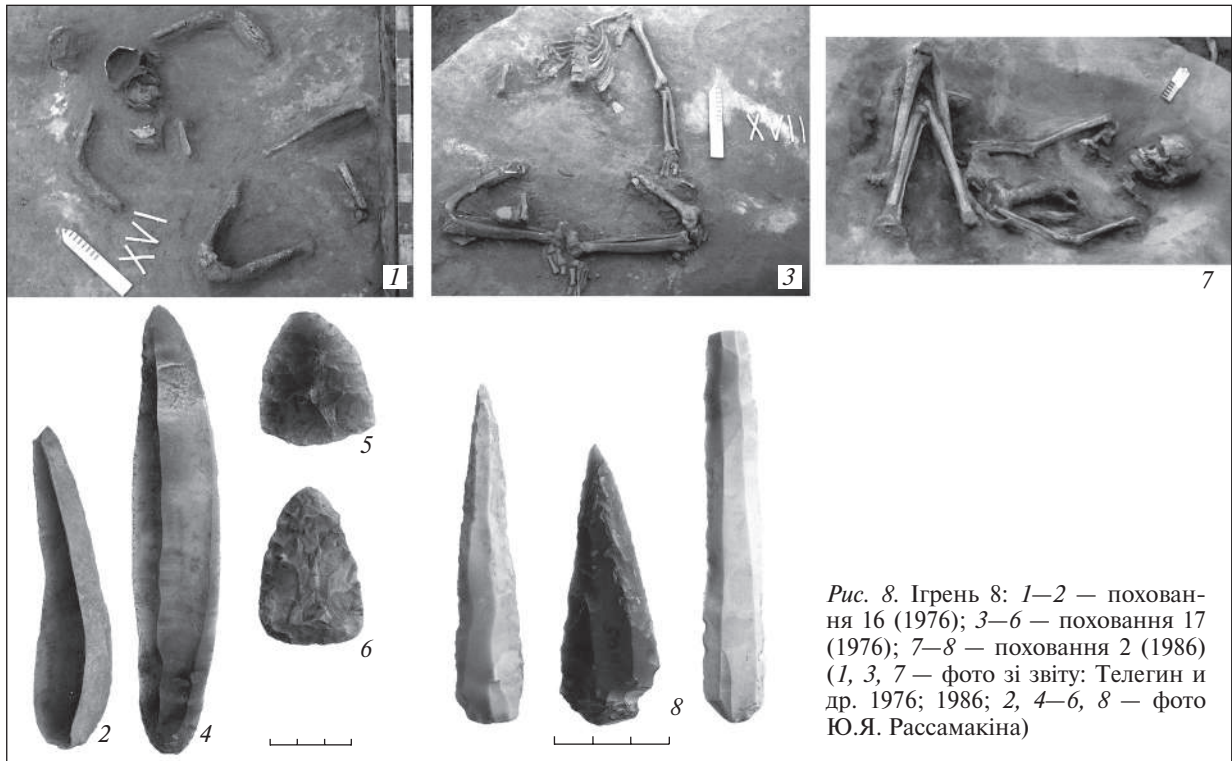 XVI
1
XVII
3
7
2
4
5
6
8
Рис. 8. Ігрень 8: 1—2 — похован-
ня 16 (1976); 3—6 — поховання 17
(1976); 7—8 — поховання 2 (1986)
(1, 3, 7 — фото зі звіту: Телегин и
др. 1976; 1986; 2, 4—6, 8 — фото
Ю.Я. Рассамакіна)